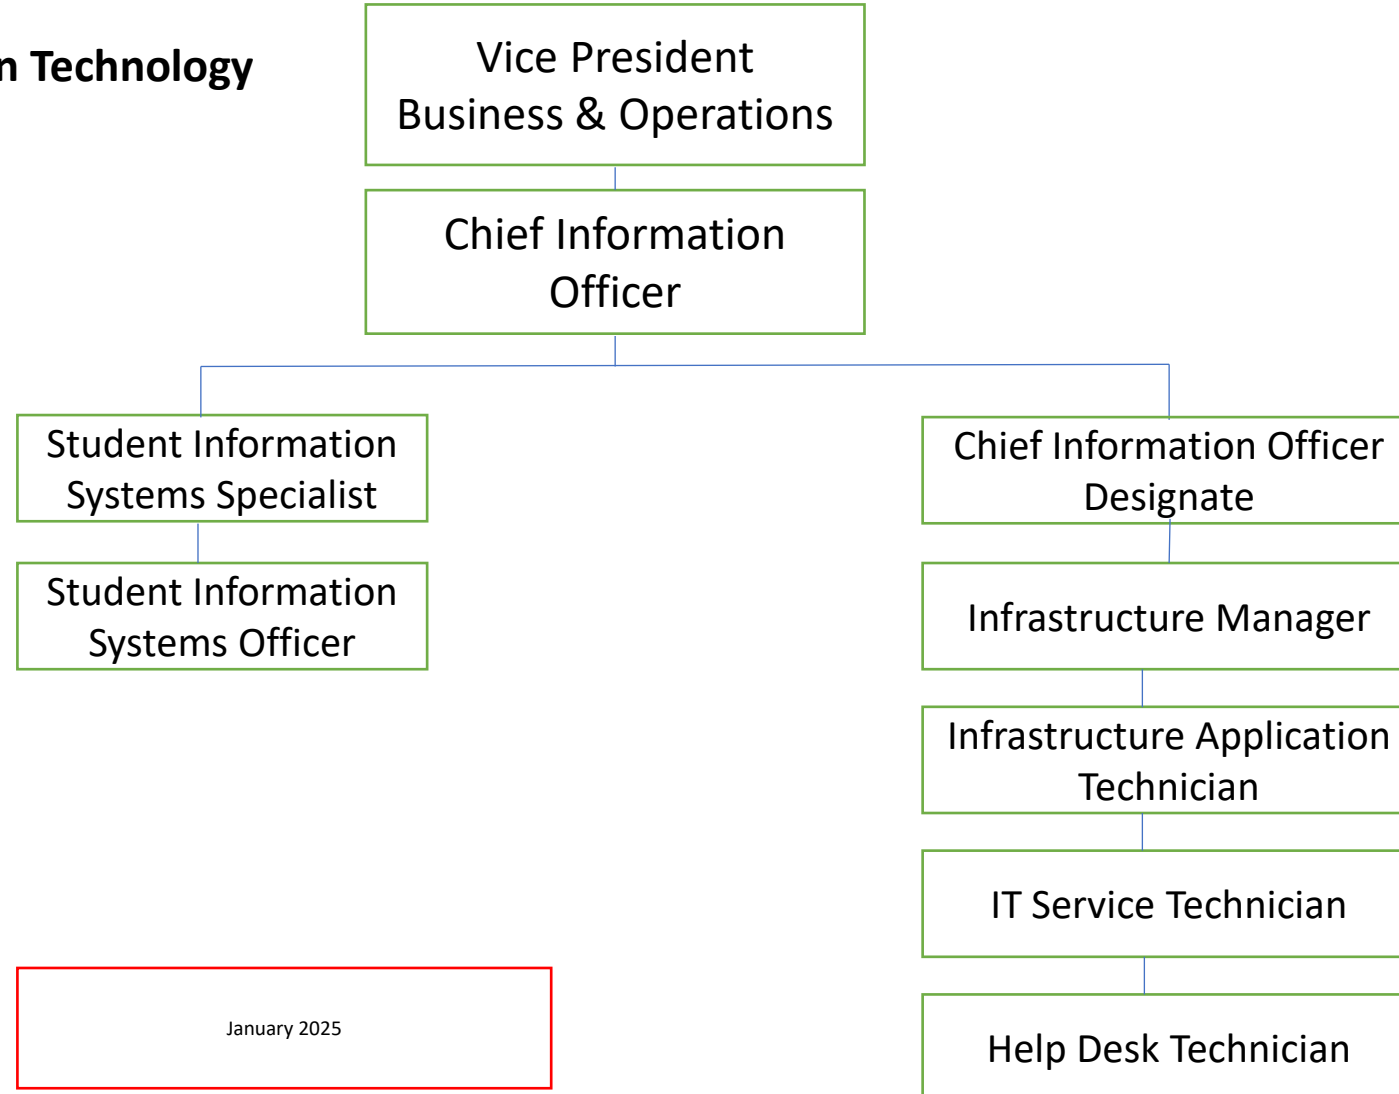 n Technology
Vice President
Business & Operations
Chief Information
Officer
Student Information
Systems Specialist
Student Information
Systems Officer
Chief Information Officer
Designate
Infrastructure Manager
Infrastructure Application
Technician
IT Service Technician
Help Desk Technician
January 2025